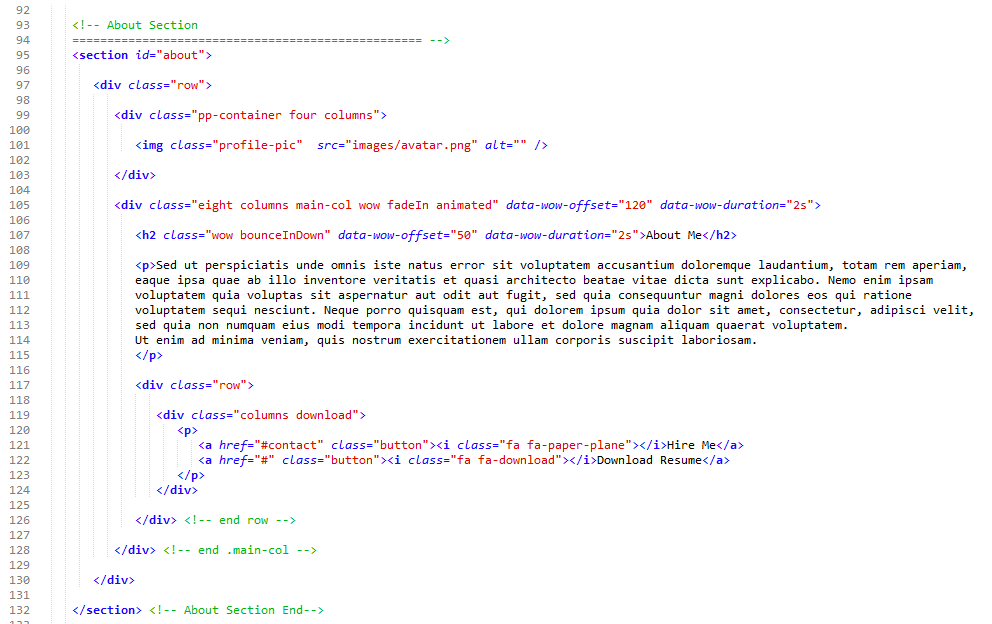 92
93 <!-- About Section
94 ================================================== -->
95 <section id="about">
96
97 <div class="row">
98
99 <div class="pp-container four columns">
100
101 <img class="profile-pic"  src="images/avatar.png" alt="" />
102
103 </div>
104
105 <div class="eight columns main-col wow fadeIn animated" data-wow-offset="120" data-wow-duration="2s">
106
107 <h2 class="wow bounceInDown" data-wow-offset="50" data-wow-duration="2s">About Me</h2>
108
109 <p>Sed ut perspiciatis unde omnis iste natus error sit voluptatem accusantium doloremque laudantium, totam rem aperiam,
110 eaque ipsa quae ab illo inventore veritatis et quasi architecto beatae vitae dicta sunt explicabo. Nemo enim ipsam
111 voluptatem quia voluptas sit aspernatur aut odit aut fugit, sed quia consequuntur magni dolores eos qui ratione
112 voluptatem sequi nesciunt. Neque porro quisquam est, qui dolorem ipsum quia dolor sit amet, consectetur, adipisci velit,
113 sed quia non numquam eius modi tempora incidunt ut labore et dolore magnam aliquam quaerat voluptatem.
114 Ut enim ad minima veniam, quis nostrum exercitationem ullam corporis suscipit laboriosam.
115 </p>
116
117 <div class="row">
118
119 <div class="columns download">
120 <p>
121 <a href="#contact" class="button"><i class="fa fa-paper-plane"></i>Hire Me</a>
122 <a href="#" class="button"><i class="fa fa-download"></i>Download Resume</a>
123 </p>
124 </div>
125
126 </div> <!-- end row -->
127
128 </div> <!-- end .main-col -->
129
130 </div>
131
132 </section> <!-- About Section End-->